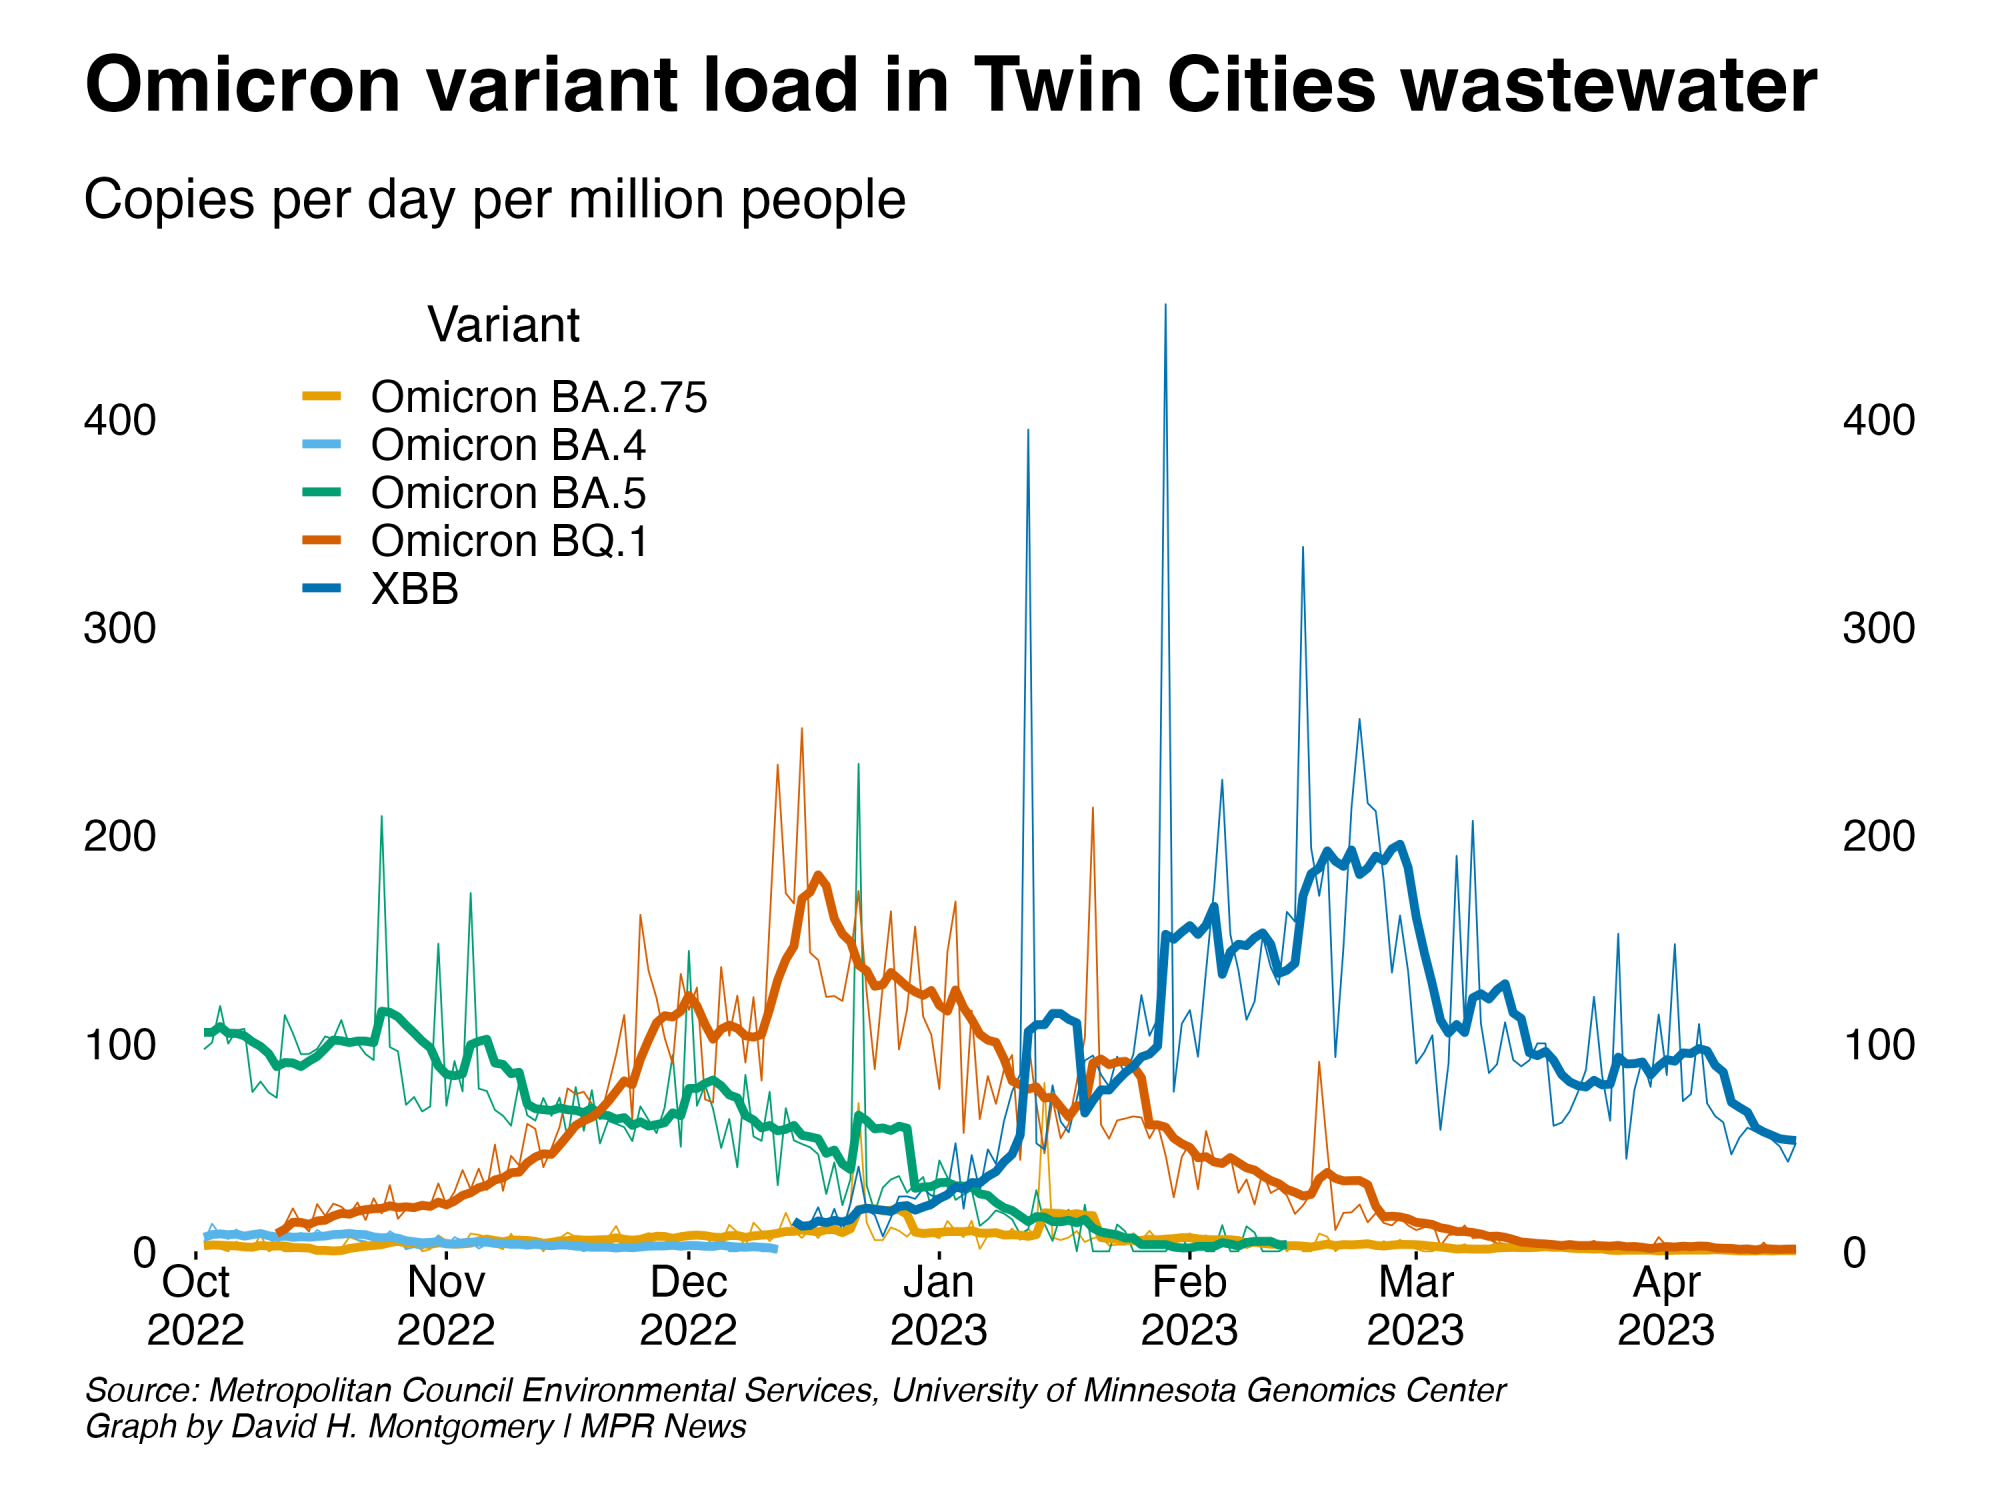 Omicron variant load in Twin Cities wastewater
Copies per day per million people
Variant
Omicron BA.2.75
Omicron BA.4
Omicron BA.5
Omicron BQ.1
XBB
400 400
300 300
200 200
100 100
0 0
Oct Nov Dec Jan Feb Mar Apr
2022 2022 2022 2023 2023 2023 2023
Source: Metropolitan Council Environmental Services, University of Minnesota Genomics Center
Graph by David H. Montgomery | MPR News